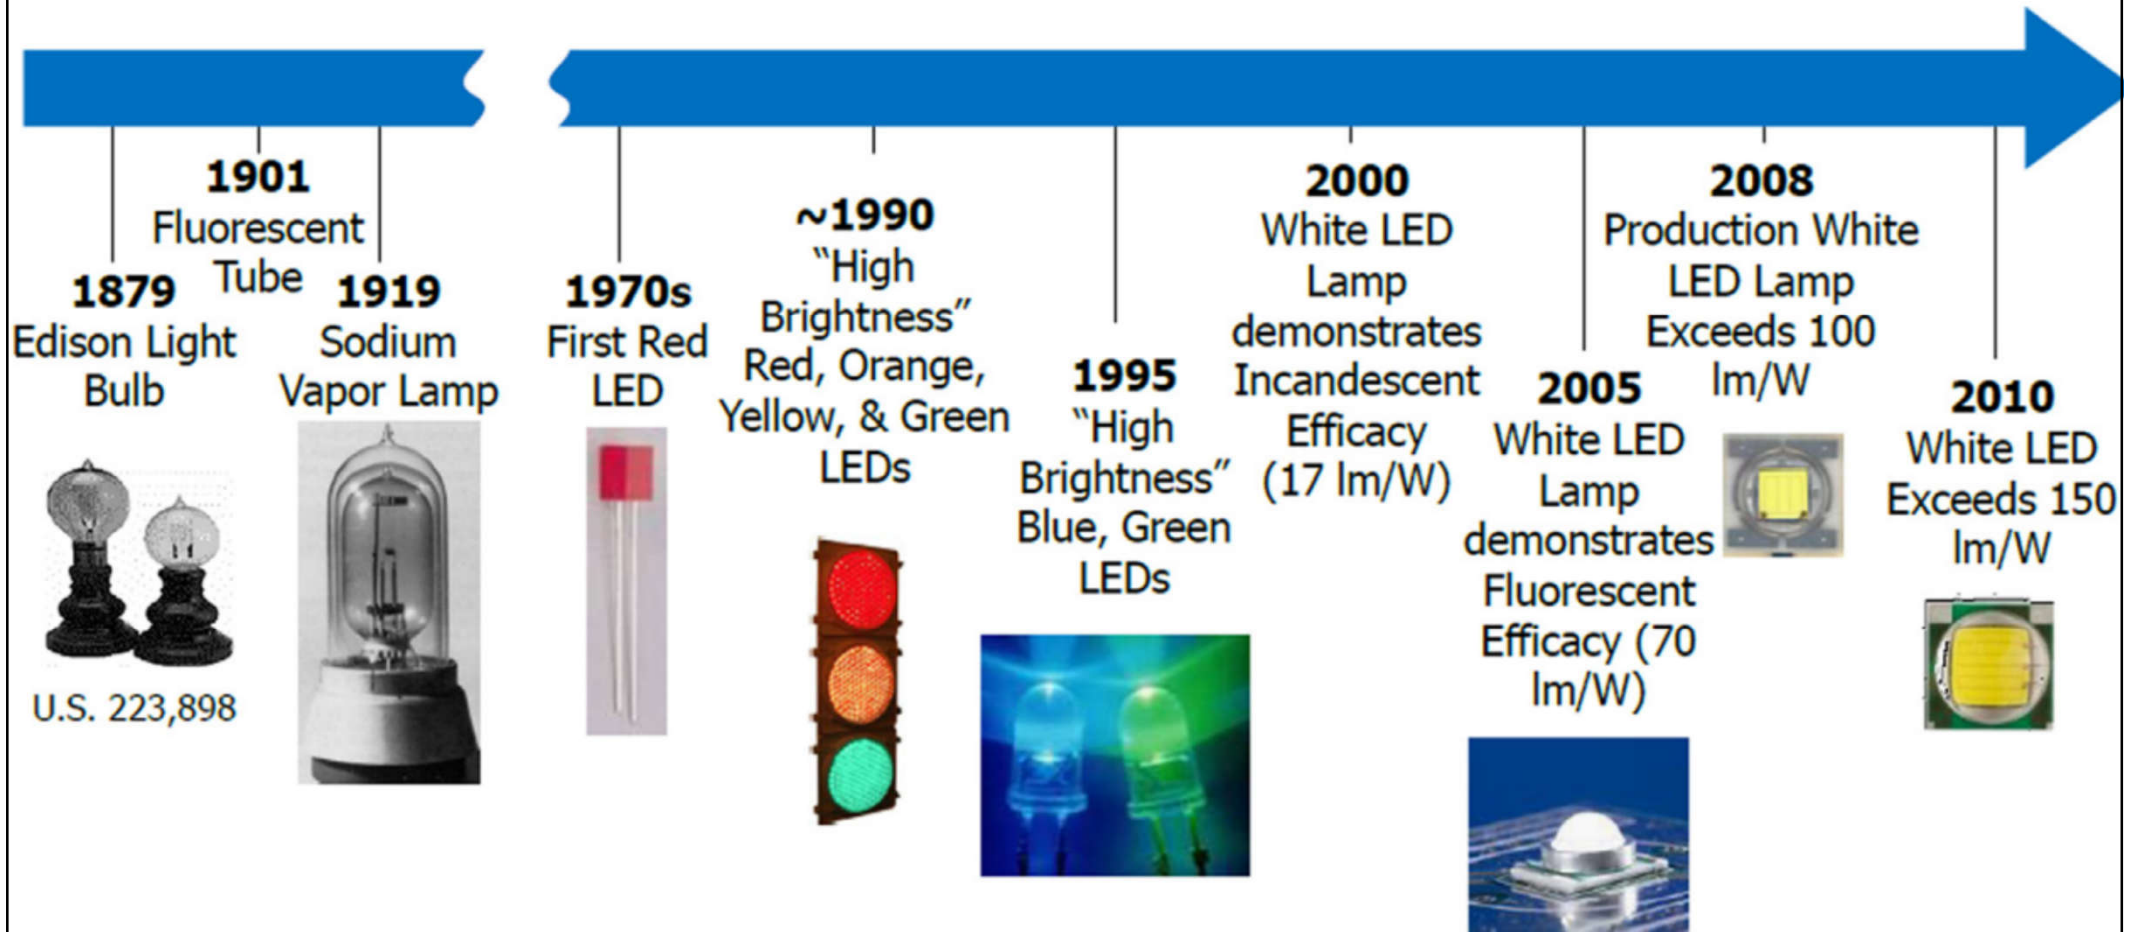 1879
Edison Light
Bulb
U.S. 223,898
1901
Fluorescent
Tube
1919
Sodium
Vapor Lamp
1970s
First Red
LED
~1990
“High
Brightness”
Red, Orange,
Yellow, & Green
LEDs
1995
“High
Brightness”
Blue, Green
LEDs
2000
White LED
Lamp
demonstrates
Incandescent
Efficacy
(17 lm/W)
2005
White LED
Lamp
demonstrates
Fluorescent
Efficacy (70
lm/W)
2008
Production White
LED Lamp
Exceeds 100
lm/W
2010
White LED
Exceeds 150
lm/W